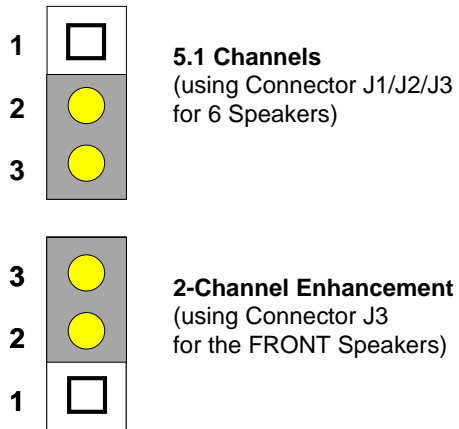 1
5.1 Channels
(using Connector J1/J2/J3
2
for 6 Speakers)
3
3
2-Channel Enhancement
(using Connector J3
2
for the FRONT Speakers)
1